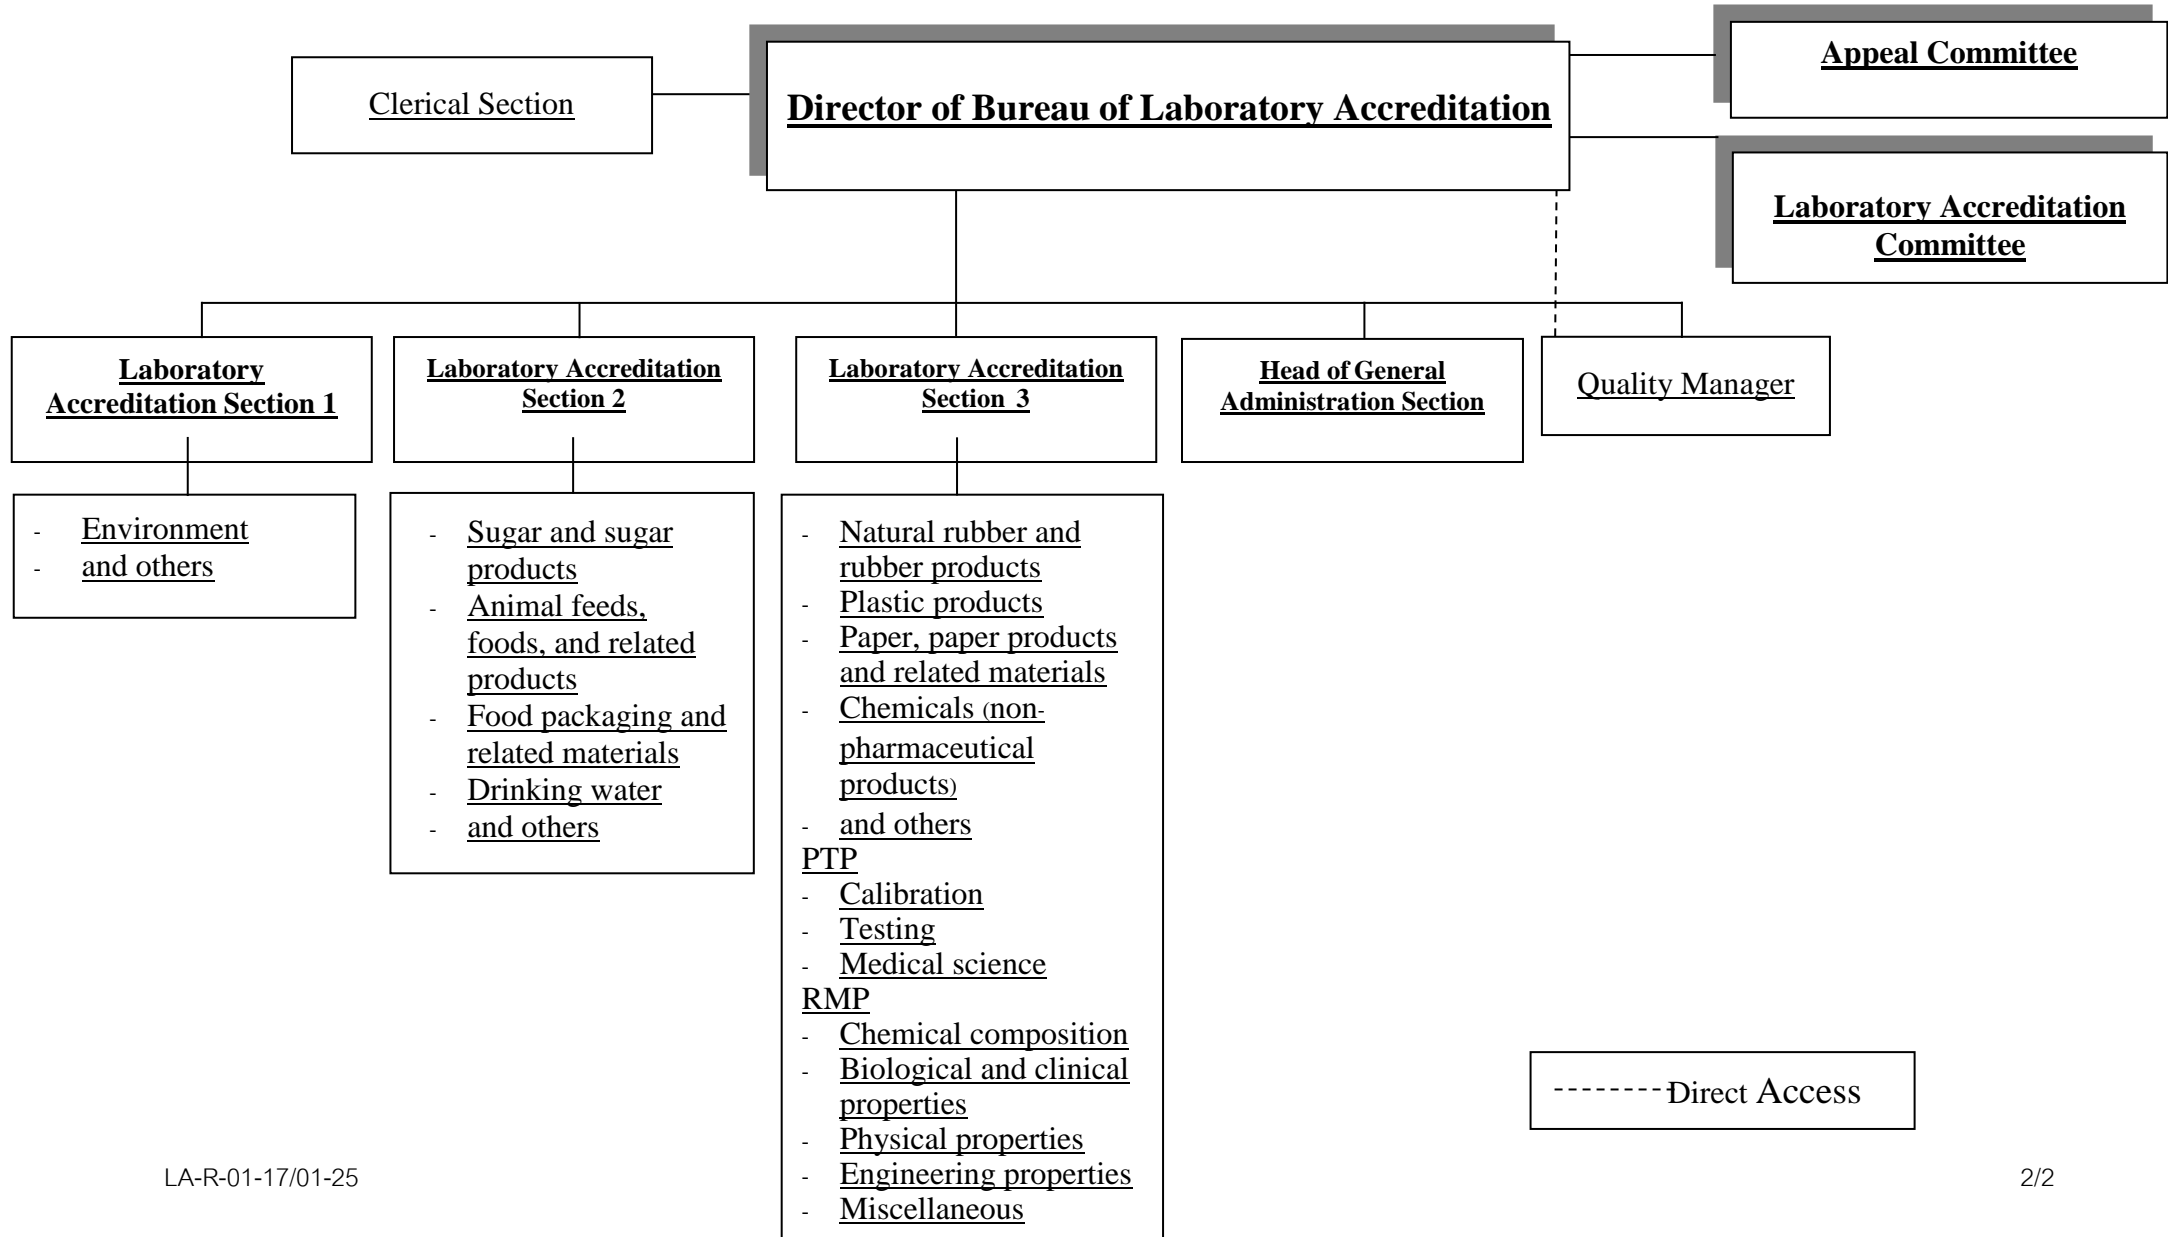 Clerical Section
Director of Bureau of Laboratory Accreditation
Appeal Committee
Laboratory Accreditation
Committee
Laboratory
Accreditation Section 1
Laboratory Accreditation
Section 2
Laboratory Accreditation
Section 3
Head of General
Administration Section
Quality Manager
- Environment
- and others
- Sugar and sugar
products
- Animal feeds,
foods, and related
products
- Food packaging and
related materials
- Drinking water
- and others
- Natural rubber and
rubber products
- Plastic products
- Paper, paper products
and related materials
- Chemicals (non-
pharmaceutical
products)
- and others
PTP
- Calibration
- Testing
- Medical science
RMP
- Chemical composition
- Biological and clinical
properties
- Physical properties
- Engineering properties
- Miscellaneous
Direct Access
LA-R-01-17/01-25
2/2